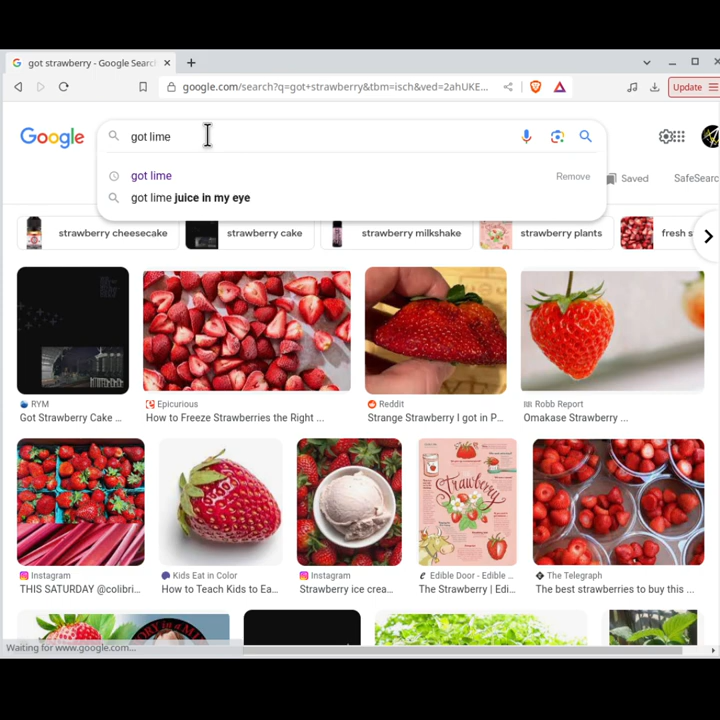 got strawberry - Google Searc
google.com/search?q=got+strawberry&tbm=isch&ved=2ahUKE...
Update
Google
got lime
got lime
Remove
got lime juice in my eye
Saved
SafeSearc
strawberry cheesecake
strawberry cake
strawberry milkshake
strawberry plants
fresh s
RYM
Got Strawberry Cake ...
Epicurious
How to Freeze Strawberries the Right ...
Reddit
Strange Strawberry I got in P...
Robb Report
Omakase Strawberry ...
Strawberry
Instagram
THIS SATURDAY @colibri...
Kids Eat in Color
How to Teach Kids to Ea...
Instagram
Strawberry ice crea...
Edible Door - Edible ...
The Strawberry | Edi...
The Telegraph
The best strawberries to buy this ...
Waiting for www.google.com...